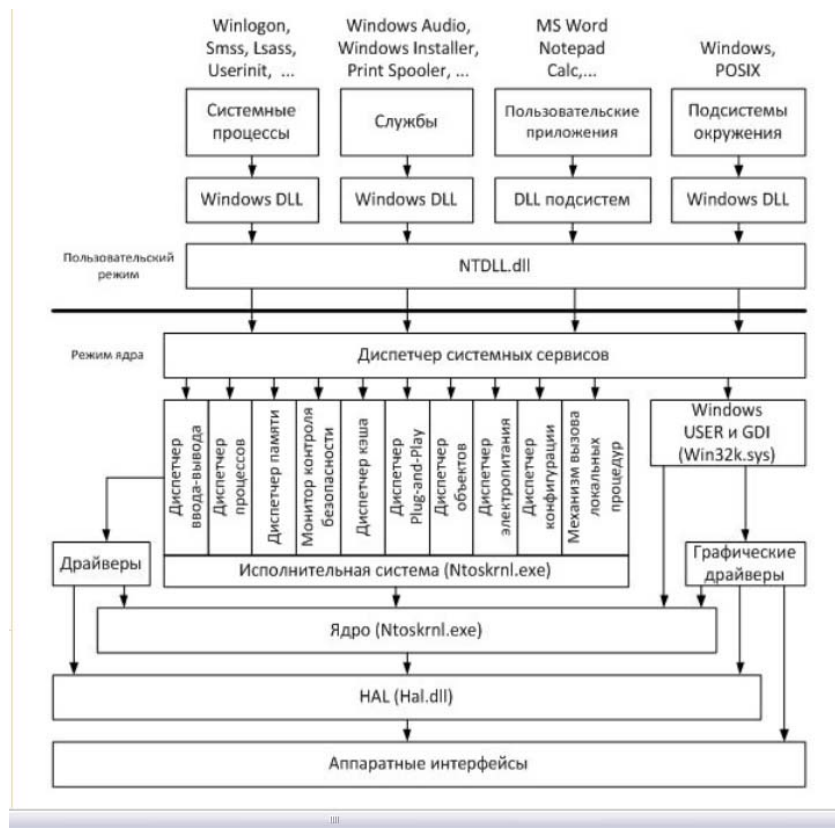 Winlogon,
Smss, Lsass,
Userinit, ...
Windows Audio,
Windows Installer,
Print Spooler, ...
MS Word
Notepad
Calc,...
Windows,
POSIX
Системные
процессы
Службы
Пользовательские
приложения
Подсистемы
окружения
Windows DLL
Windows DLL
DLL подсистем
Windows DLL
Пользовательский
режим
NTDLL.dll
Режим ядра
Диспетчер системных сервисов
Диспетчер
ввода-вывода
Диспетчер
процессов
Диспетчер памяти
Монитор контроля
безопасности
Диспетчер кэша
Диспетчер
Plug-and-Play
Диспетчер
объектов
Диспетчер
электропитания
Диспетчер
конфигурации
Механизм вызова
локальных
процедур
Windows
USER и GDI
(Win32k.sys)
Драйверы
Исполнительная система (Ntoskrnl.exe)
Графические
драйверы
Ядро (Ntoskrnl.exe)
HAL (Hal.dll)
Аппаратные интерфейсы